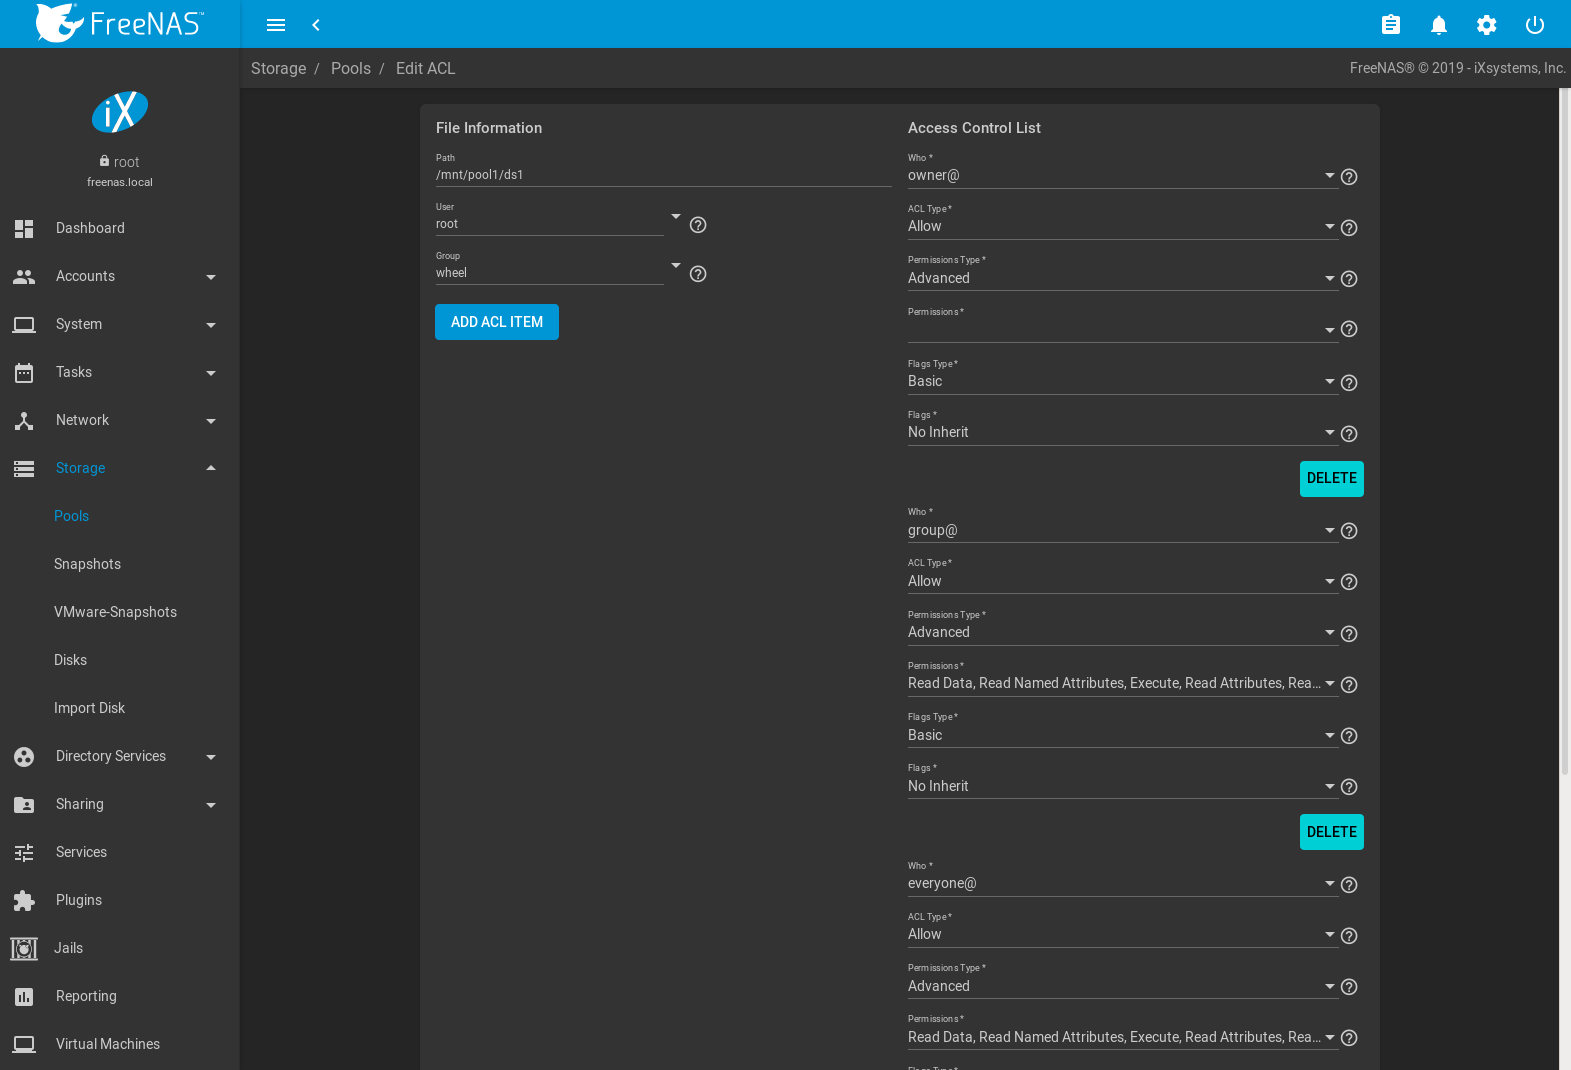 FreeNAS™
Storage / Pools / Edit ACL
FreeNAS® © 2019 - iXsystems, Inc.
iX
root
freenas.local
Dashboard
Accounts
System
Tasks
Network
Storage
Pools
Snapshots
VMware-Snapshots
Disks
Import Disk
Directory Services
Sharing
Services
Plugins
Jails
Reporting
Virtual Machines
File Information
Path
/mnt/pool1/ds1
User
root
Group
wheel
ADD ACL ITEM
Access Control List
Who *
owner@
ACL Type *
Allow
Permissions Type *
Advanced
Permissions *
Flags Type *
Basic
Flags *
No Inherit
DELETE
Who *
group@
ACL Type *
Allow
Permissions Type *
Advanced
Permissions *
Read Data, Read Named Attributes, Execute, Read Attributes, Rea...
Flags Type *
Basic
Flags *
No Inherit
DELETE
Who *
everyone@
ACL Type *
Allow
Permissions Type *
Advanced
Permissions *
Read Data, Read Named Attributes, Execute, Read Attributes, Rea...
Flags Type *